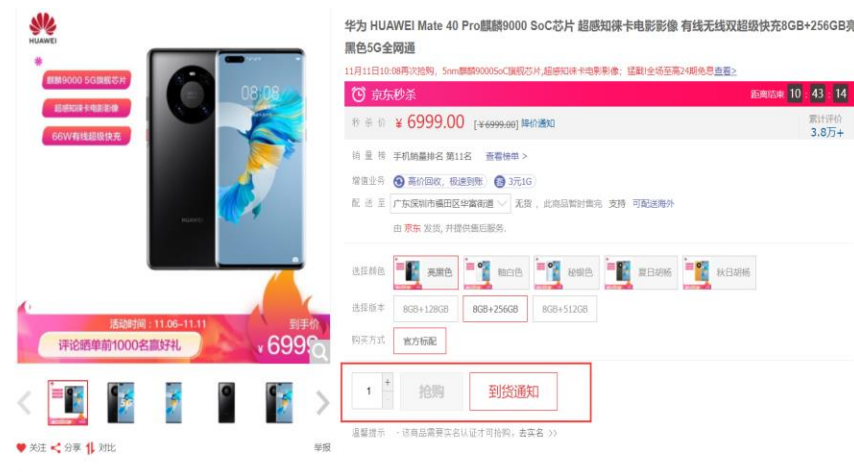 HUAWEI
麒麟9000 5G旗舰芯片
超感知徕卡电影影像
66W有线超级快充
08:08
HUAWEI
活动时间：11.06-11.11
评论晒单前1000名赢好礼
到手价
¥ 6999
关注 分享 对比
举报
华为 HUAWEI Mate 40 Pro麒麟9000 SoC芯片 超感知徕卡电影影像 有线无线双超级快充8GB+256GB亮
黑色5G全网通
11月11日10:08再次抢购，5nm麒麟9000SoC旗舰芯片,超感知徕卡电影影像；猛戳!全场至高24期免息查看>
京东秒杀
距离结束 10 : 43 : 14
秒杀价 ¥ 6999.00 [¥6999.00] 降价通知
累计评价
3.8万+
销量榜 手机销量排名 第11名 查看榜单 >
增值业务 高价回收，极速到账 3元1G
配送至 广东深圳市福田区华富街道 无货 ，此商品暂时售完 支持 可配送海外
由 京东 发货, 并提供售后服务.
选择颜色 亮黑色 釉白色 秘银色 夏日胡杨 秋日胡杨
选择版本 8GB+128GB 8GB+256GB 8GB+512GB
购买方式 官方标配
1 + 抢购 到货通知
温馨提示 · 该商品需要实名认证才可抢购，去实名 >>